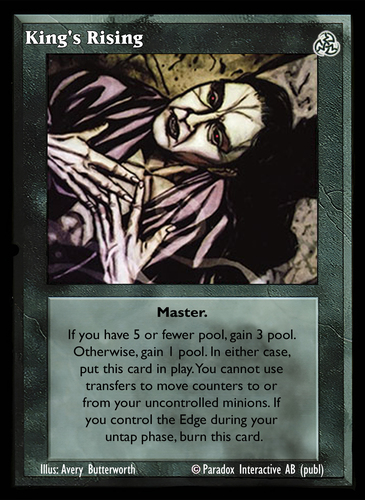 King's Rising
Master.
If you have 5 or fewer pool, gain 3 pool.
Otherwise, gain 1 pool. In either case,
put this card in play. You cannot use
transfers to move counters to or
from your uncontrolled minions. If
you control the Edge during your
untap phase, burn this card.
Illus: Avery Butterworth © Paradox Interactive AB (publ)